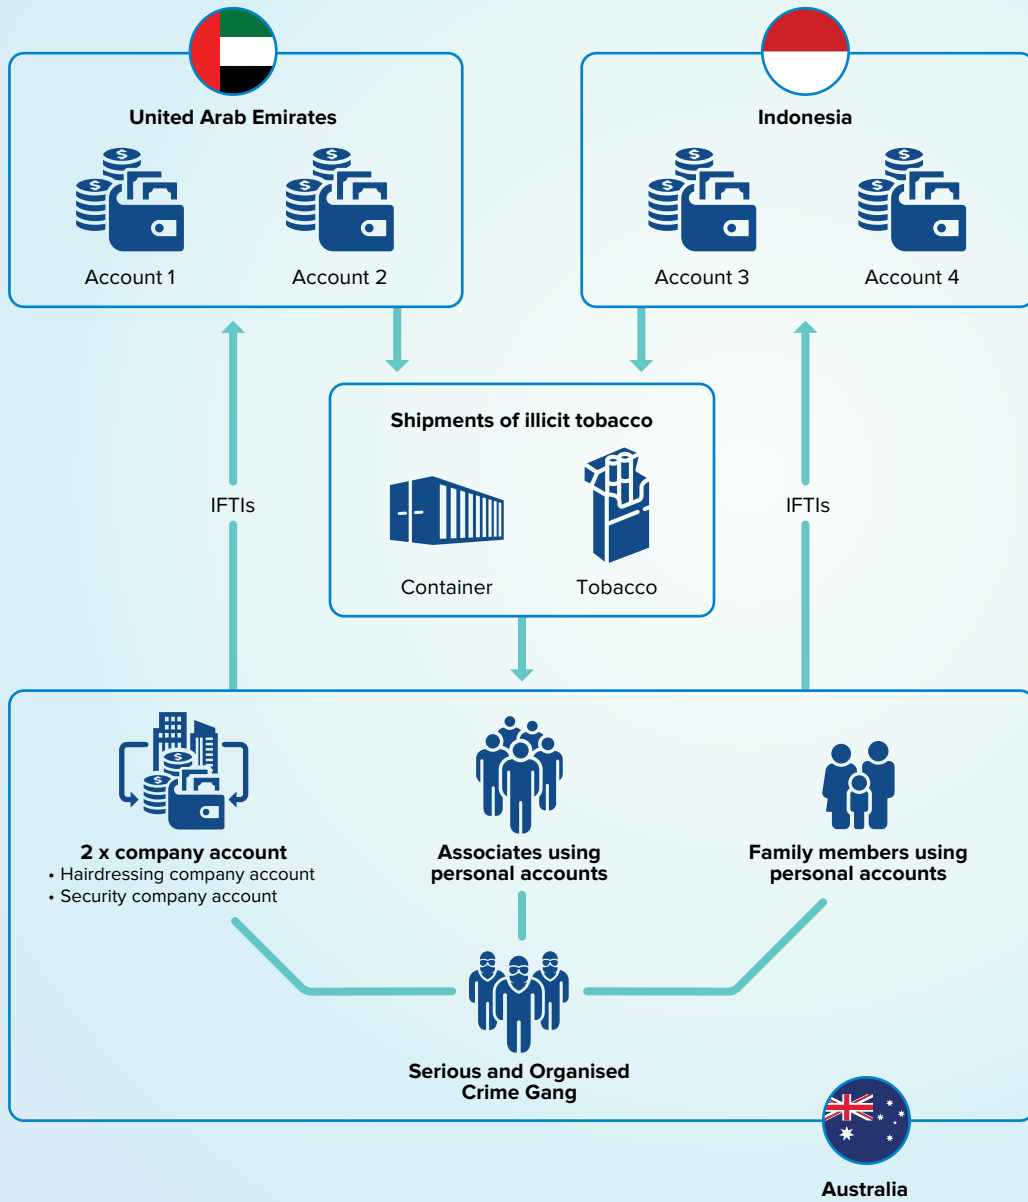 United Arab Emirates
Indonesia
$
$
$
$
$
$
$
$
Account 1
Account 2
Account 3
Account 4
Shipments of illicit tobacco
IFTIs
IFTIs
Container
Tobacco
$
$
2 x company account
• Hairdressing company account
• Security company account
Associates using
personal accounts
Family members using
personal accounts
Serious and Organised
Crime Gang
Australia